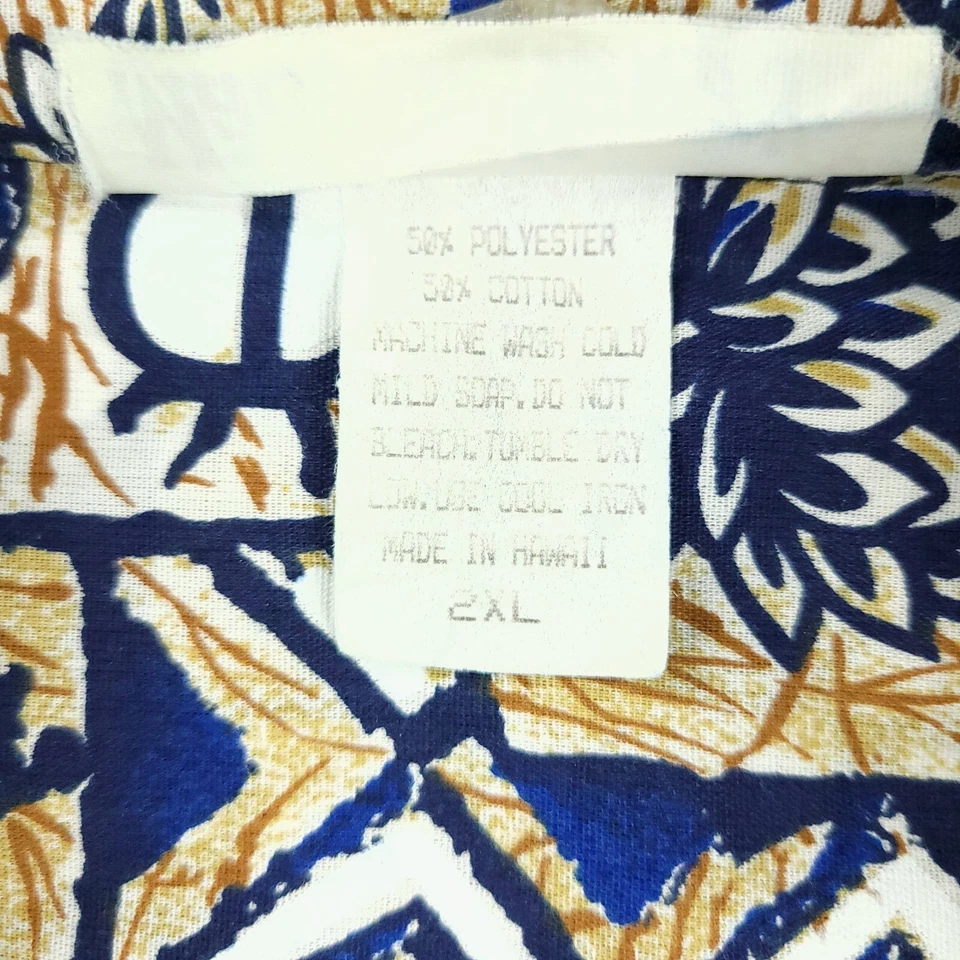 50% POLYESTER
50% COTTON
MACHINE WASH COLD
MILD SOAP.DO NOT
BLEACH.TUMBLE DRY
LOW.USE COOL IRON
MADE IN HAWAII
2XL